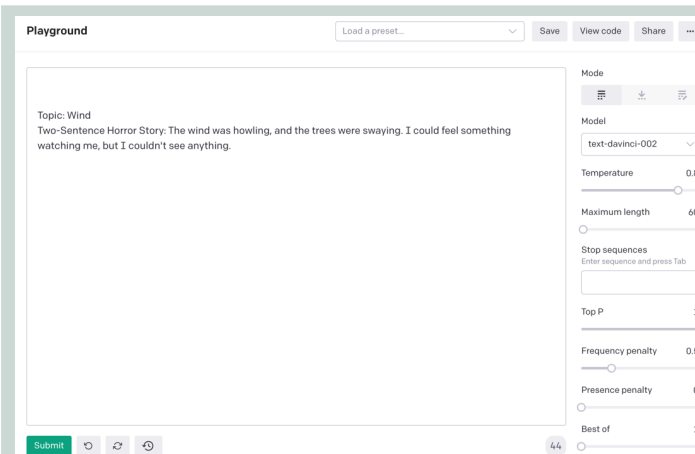 Playground
Load a preset...
Save
View code
Share
Topic: Wind
Two-Sentence Horror Story: The wind was howling, and the trees were swaying. I could feel something
watching me, but I couldn't see anything.
Mode
Model
text-davinci-002
Temperature
Maximum length
Stop sequences
Enter sequence and press Tab
Top P
Frequency penalty
Presence penalty
Best of
Submit
44